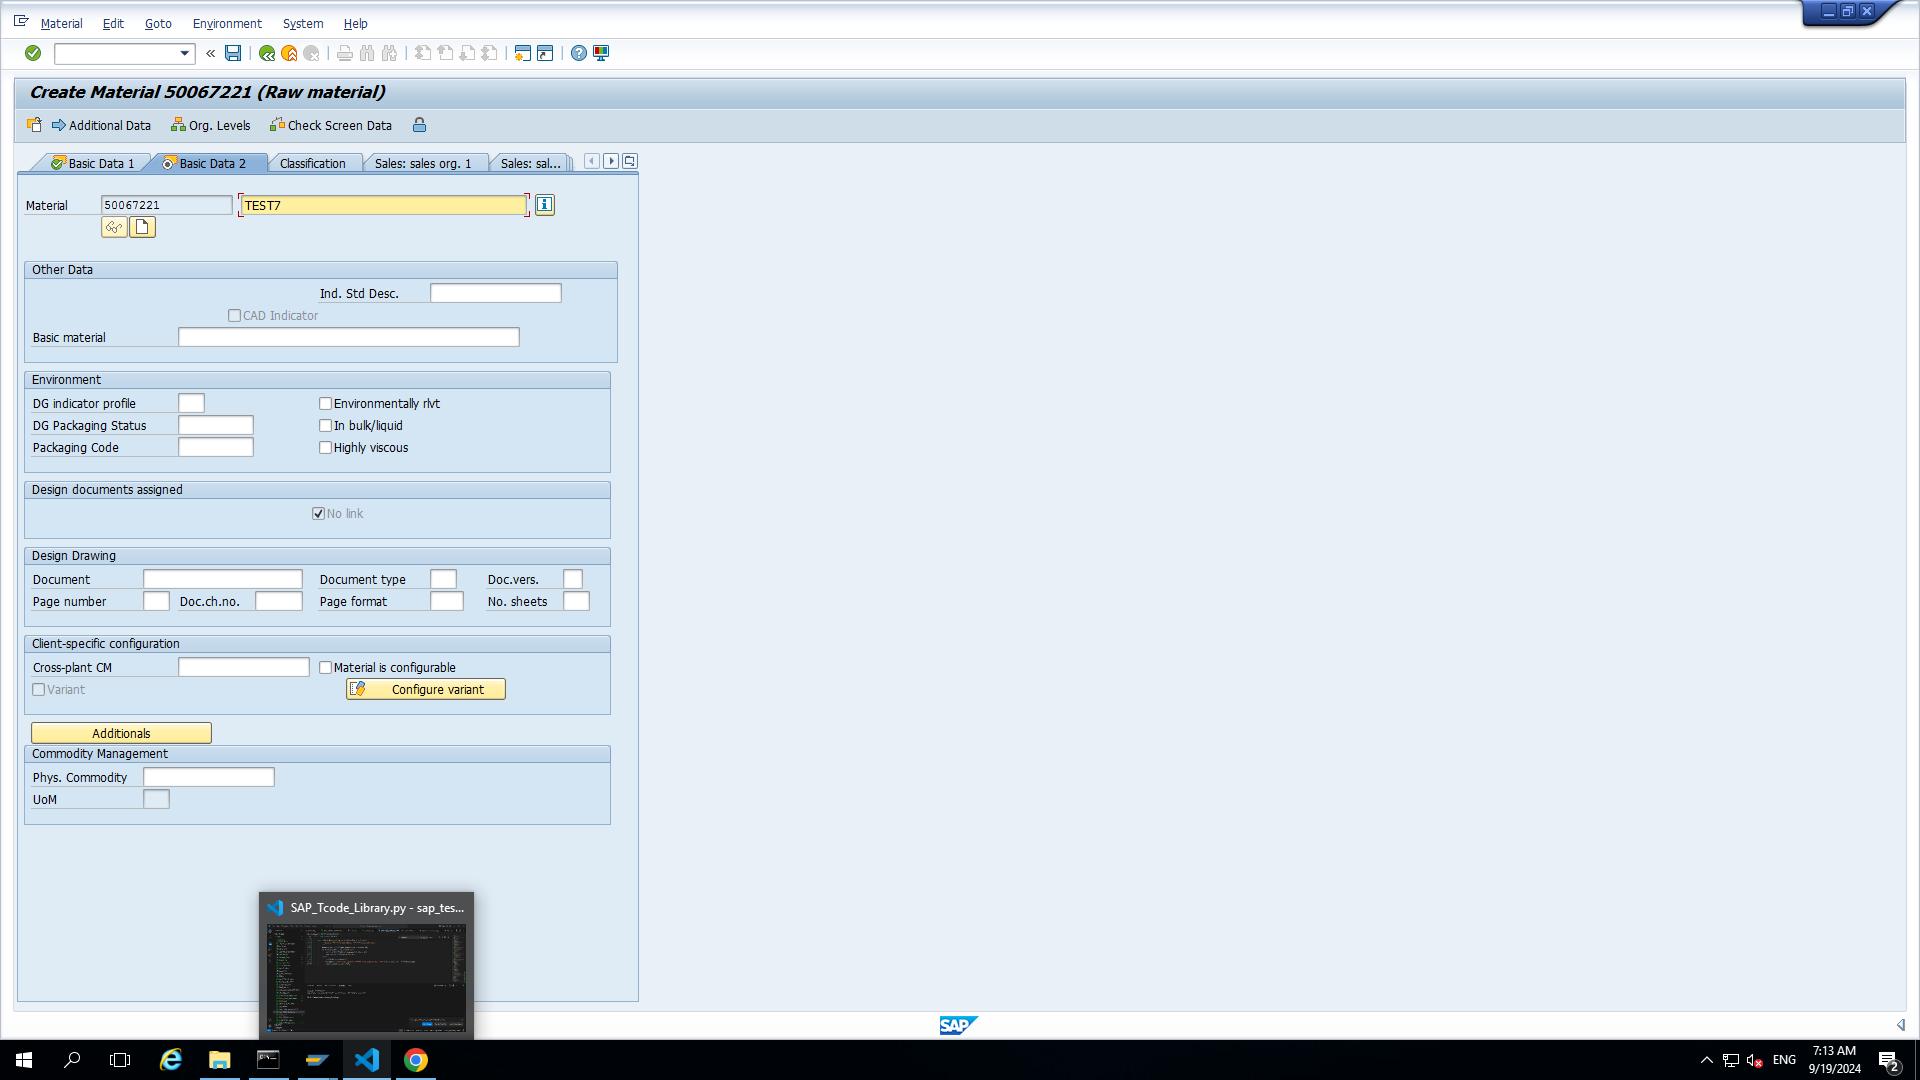 Material Edit Goto Environment System Help
Create Material 50067221 (Raw material)
Additional Data Org. Levels Check Screen Data
Basic Data 1 Basic Data 2 Classification Sales: sales org. 1 Sales: sal...
Material 50067221 TEST7
Other Data
Ind. Std Desc.
CAD Indicator
Basic material
Environment
DG indicator profile Environmentally rlvt
DG Packaging Status In bulk/liquid
Packaging Code Highly viscous
Design documents assigned
No link
Design Drawing
Document Document type Doc.vers.
Page number Doc.ch.no. Page format No. sheets
Client-specific configuration
Cross-plant CM Material is configurable
Variant Configure variant
Additionals
Commodity Management
Phys. Commodity
UoM
SAP_Tcode_Library.py - sap_tes...
SAP
ENG 7:13 AM
9/19/2024 2